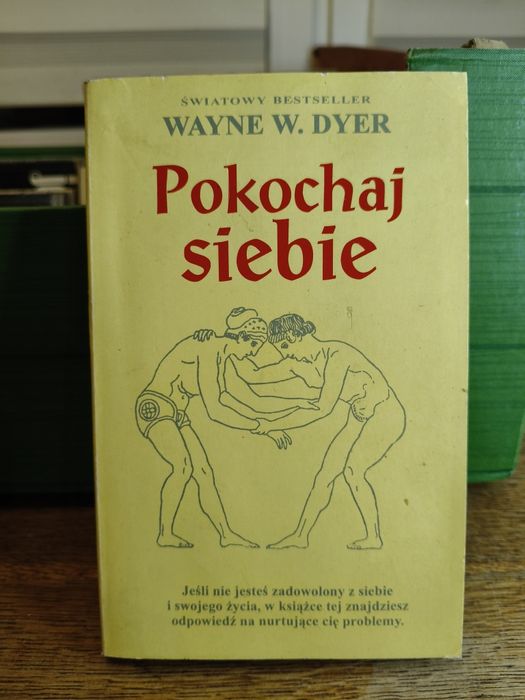 ŚWIATOWY BESTSELLER
WAYNE W. DYER
Pokochaj
siebie
Jeśli nie jesteś zadowolony z siebie
i swojego życia, w książce tej znajdziesz
odpowiedź na nurtujące cię problemy.